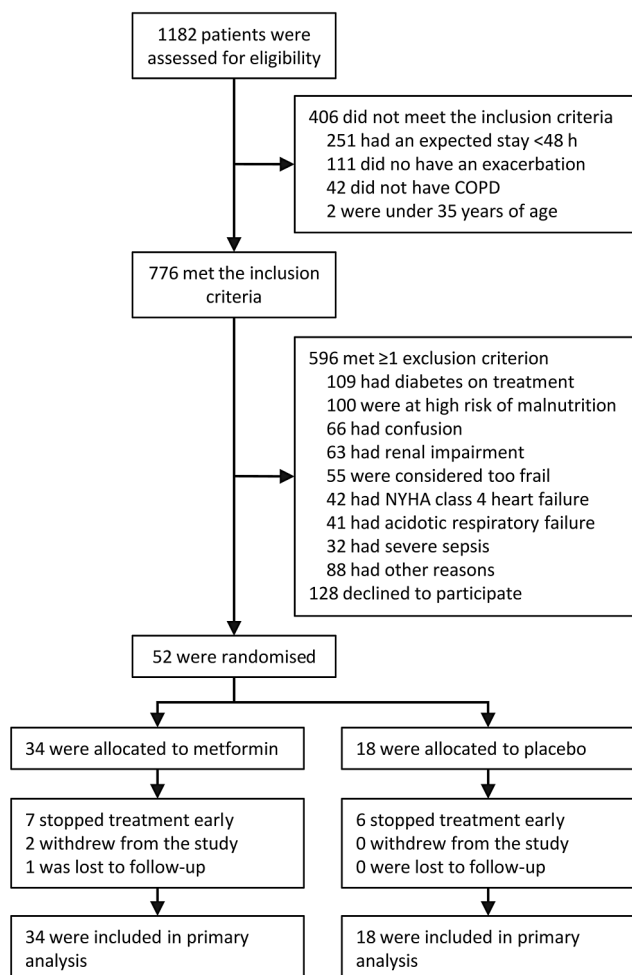 1182 patients were
assessed for eligibility
406 did not meet the inclusion criteria
251 had an expected stay <48 h
111 did no have an exacerbation
42 did not have COPD
2 were under 35 years of age
776 met the inclusion
criteria
596 met ≥1 exclusion criterion
109 had diabetes on treatment
100 were at high risk of malnutrition
66 had confusion
63 had renal impairment
55 were considered too frail
42 had NYHA class 4 heart failure
41 had acidotic respiratory failure
32 had severe sepsis
88 had other reasons
128 declined to participate
52 were randomised
34 were allocated to metformin
18 were allocated to placebo
7 stopped treatment early
2 withdrew from the study
1 was lost to follow-up
6 stopped treatment early
0 withdrew from the study
0 were lost to follow-up
34 were included in primary
analysis
18 were included in primary
analysis